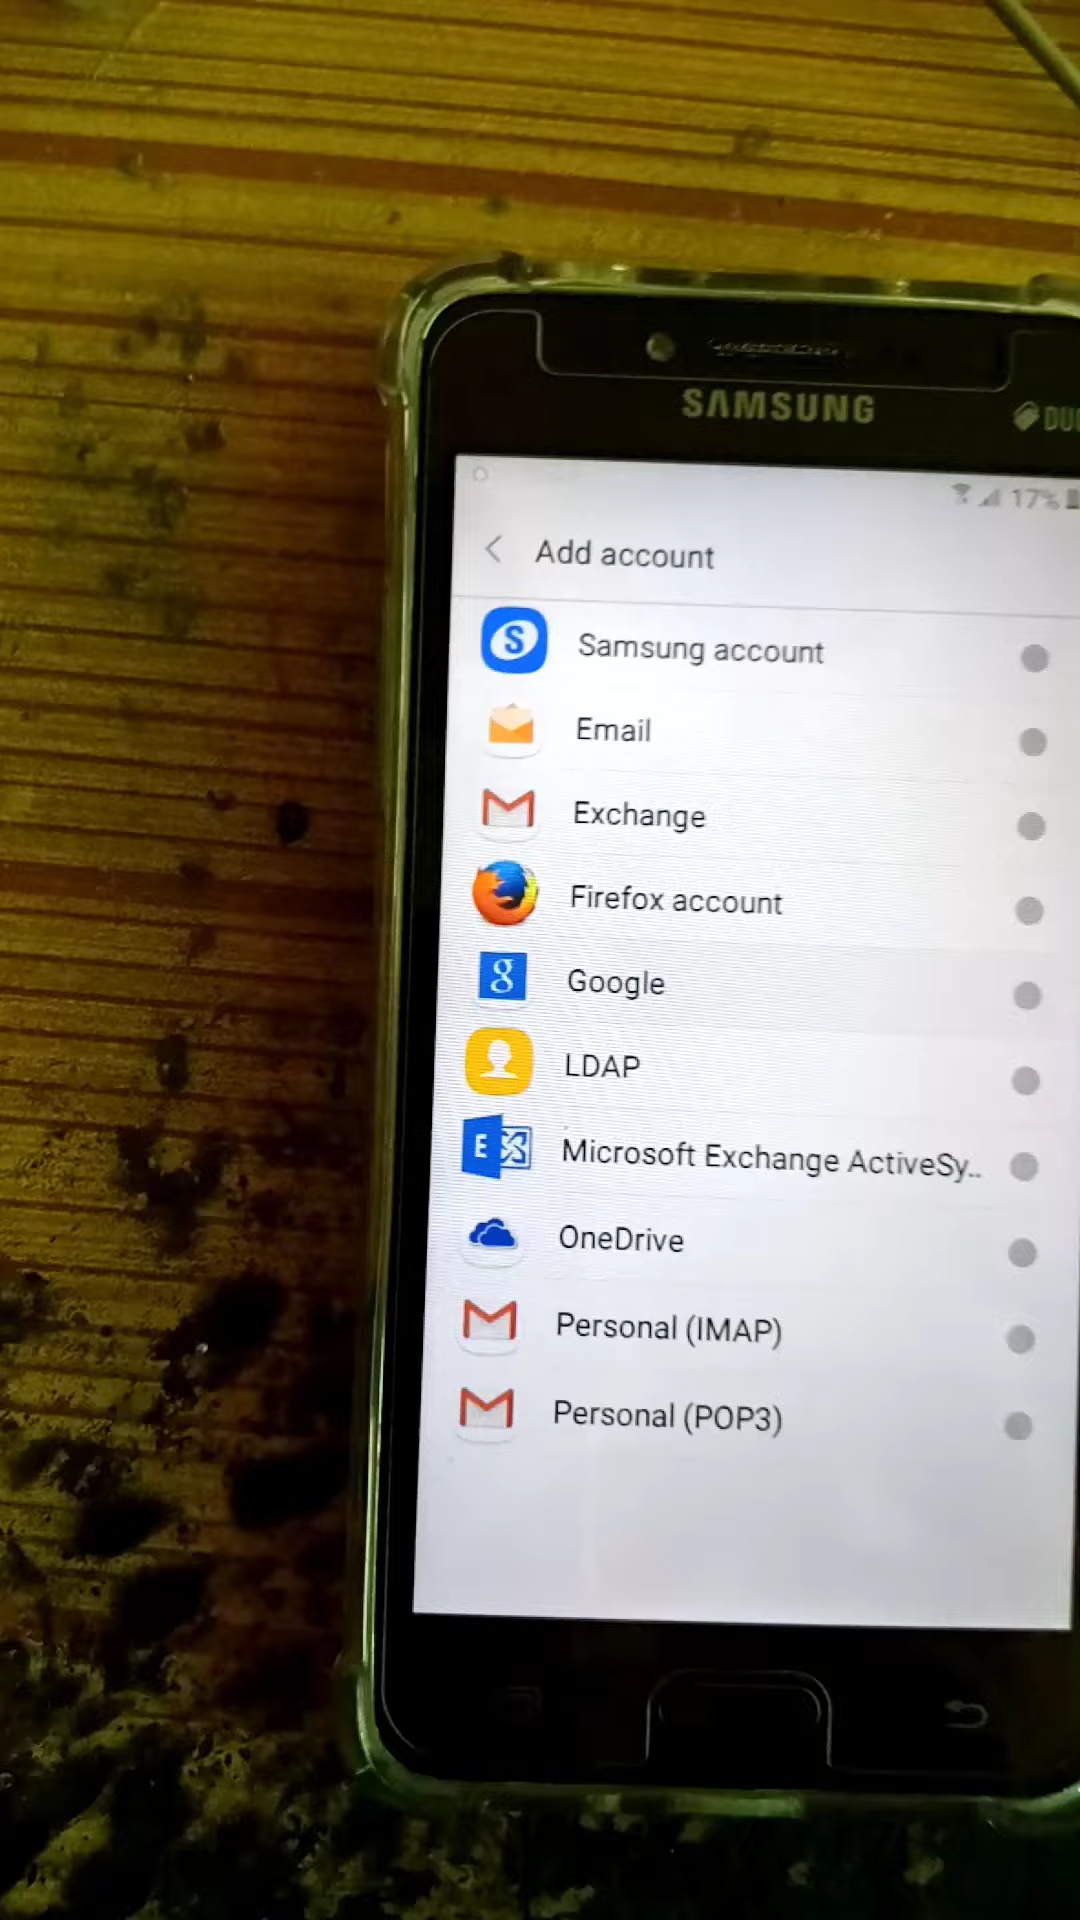 SAMSUNG
DUO
17%
Add account
Samsung account
Email
Exchange
Firefox account
Google
LDAP
Microsoft Exchange ActiveSy..
OneDrive
Personal (IMAP)
Personal (POP3)